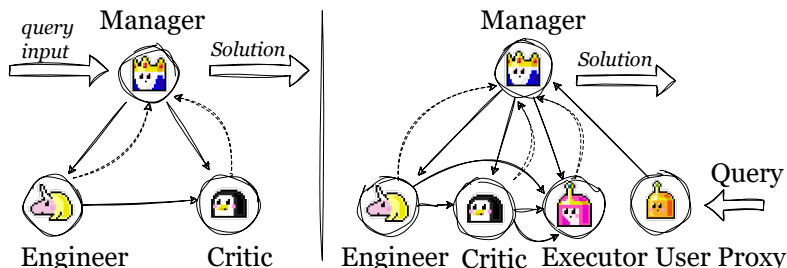 Manager
query
input
Solution
Engineer
Critic
Manager
Solution
Query
Engineer
Critic
Executor
User Proxy